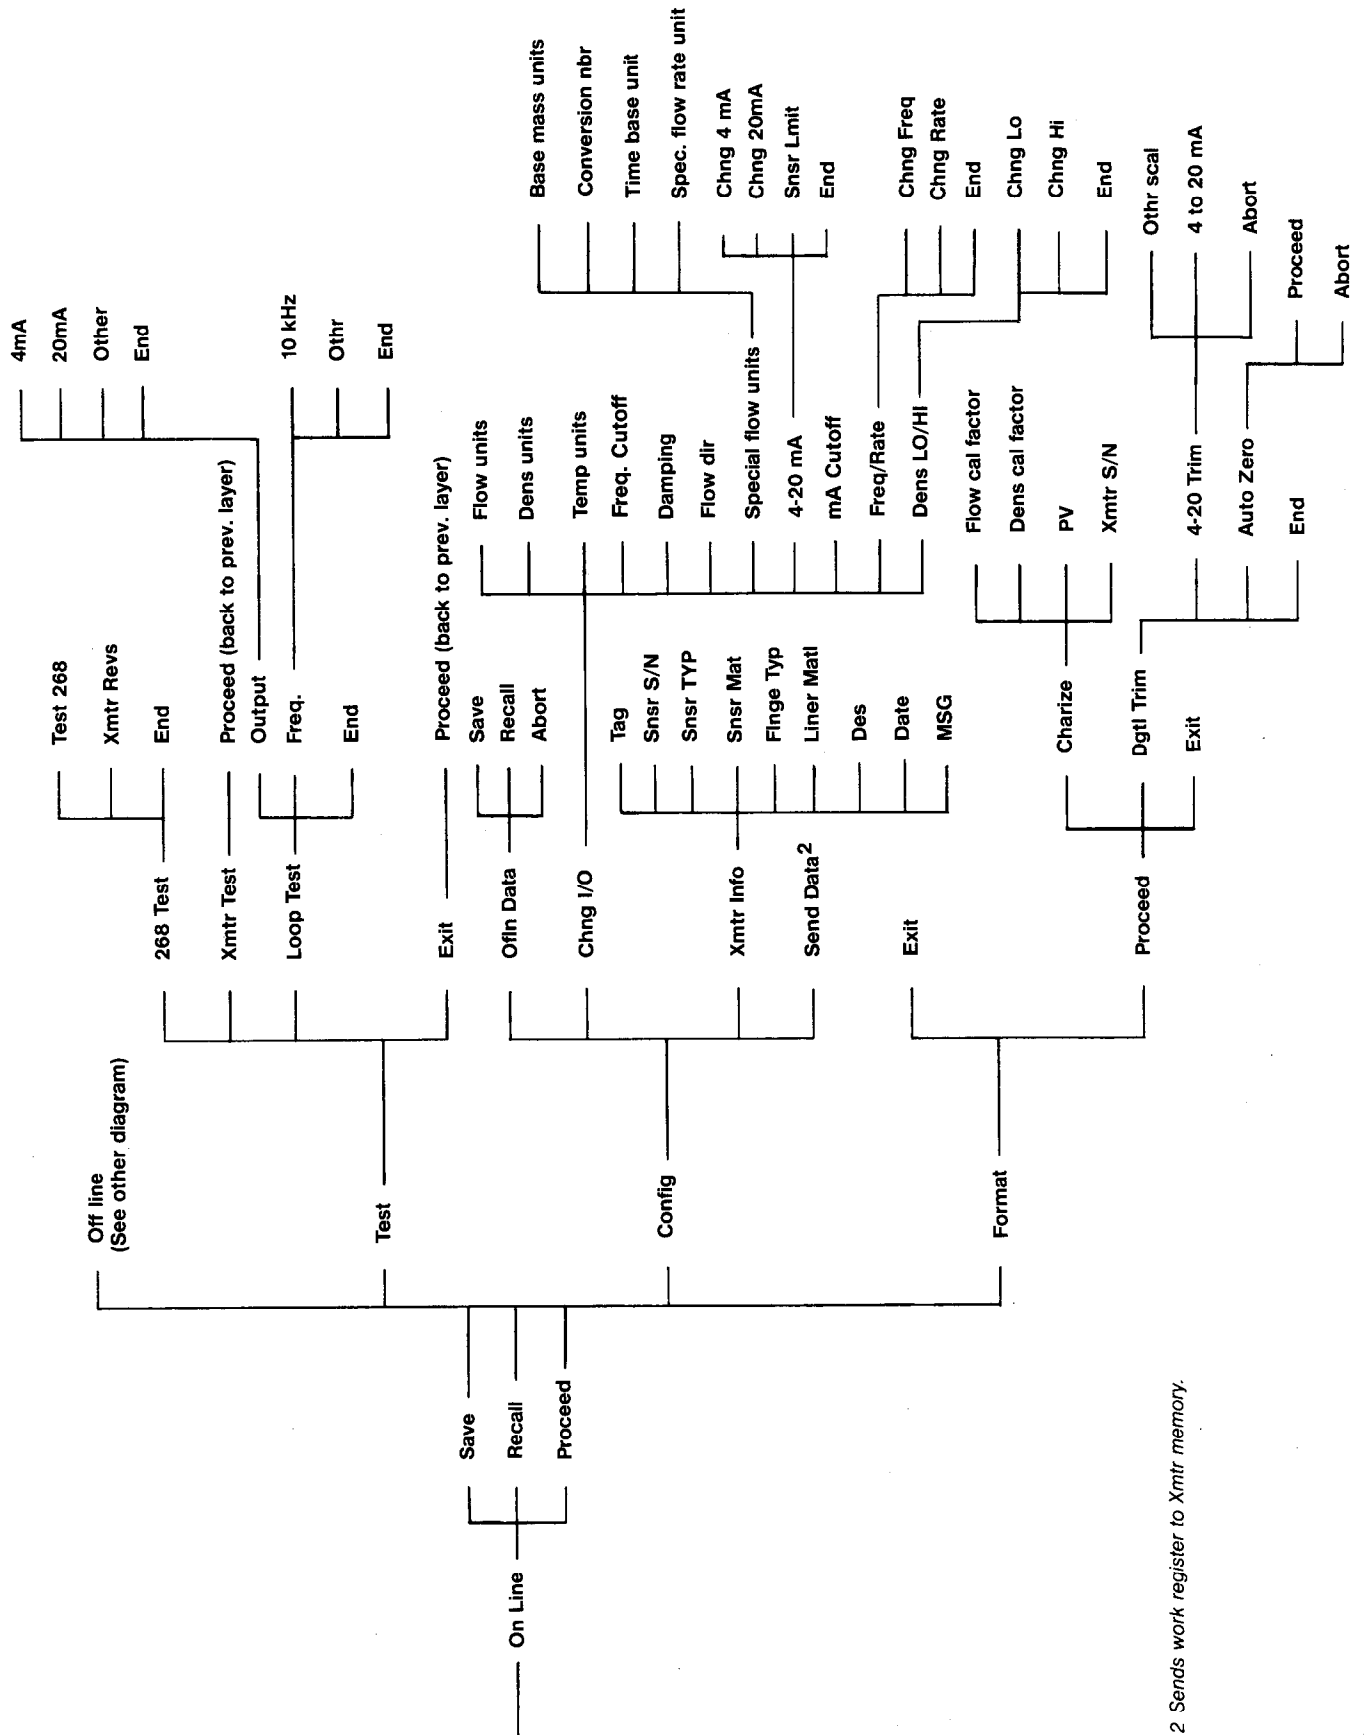 On Line
Save
Recall
Proceed
Off line
(See other diagram)
Test
Config
Format
268 Test
Xmtr Test
Loop Test
Exit
Ofln Data
Chng I/O
Xmtr Info
Send Data2
Exit
Proceed
Test 268
Xmtr Revs
End
Proceed (back to prev. layer)
Output
Freq.
End
Proceed (back to prev. layer)
Save
Recall
Abort
Tag
Snsr S/N
Snsr TYP
Snsr Mat
Flnge Typ
Liner Matl
Des
Date
MSG
Charize
Dgtl Trim
Exit
4mA
20mA
Other
End
10 kHz
Othr
End
Flow units
Dens units
Temp units
Freq. Cutoff
Damping
Flow dir
Special flow units
4-20 mA
mA Cutoff
Freq/Rate
Dens LO/HI
Flow cal factor
Dens cal factor
PV
Xmtr S/N
4-20 Trim
Auto Zero
End
Base mass units
Conversion nbr
Time base unit
Spec. flow rate unit
Chng 4 mA
Chng 20mA
Snsr Lmit
End
Chng Freq
Chng Rate
End
Chng Lo
Chng Hi
End
Othr scal
4 to 20 mA
Abort
Proceed
Abort
2 Sends work register to Xmtr memory.